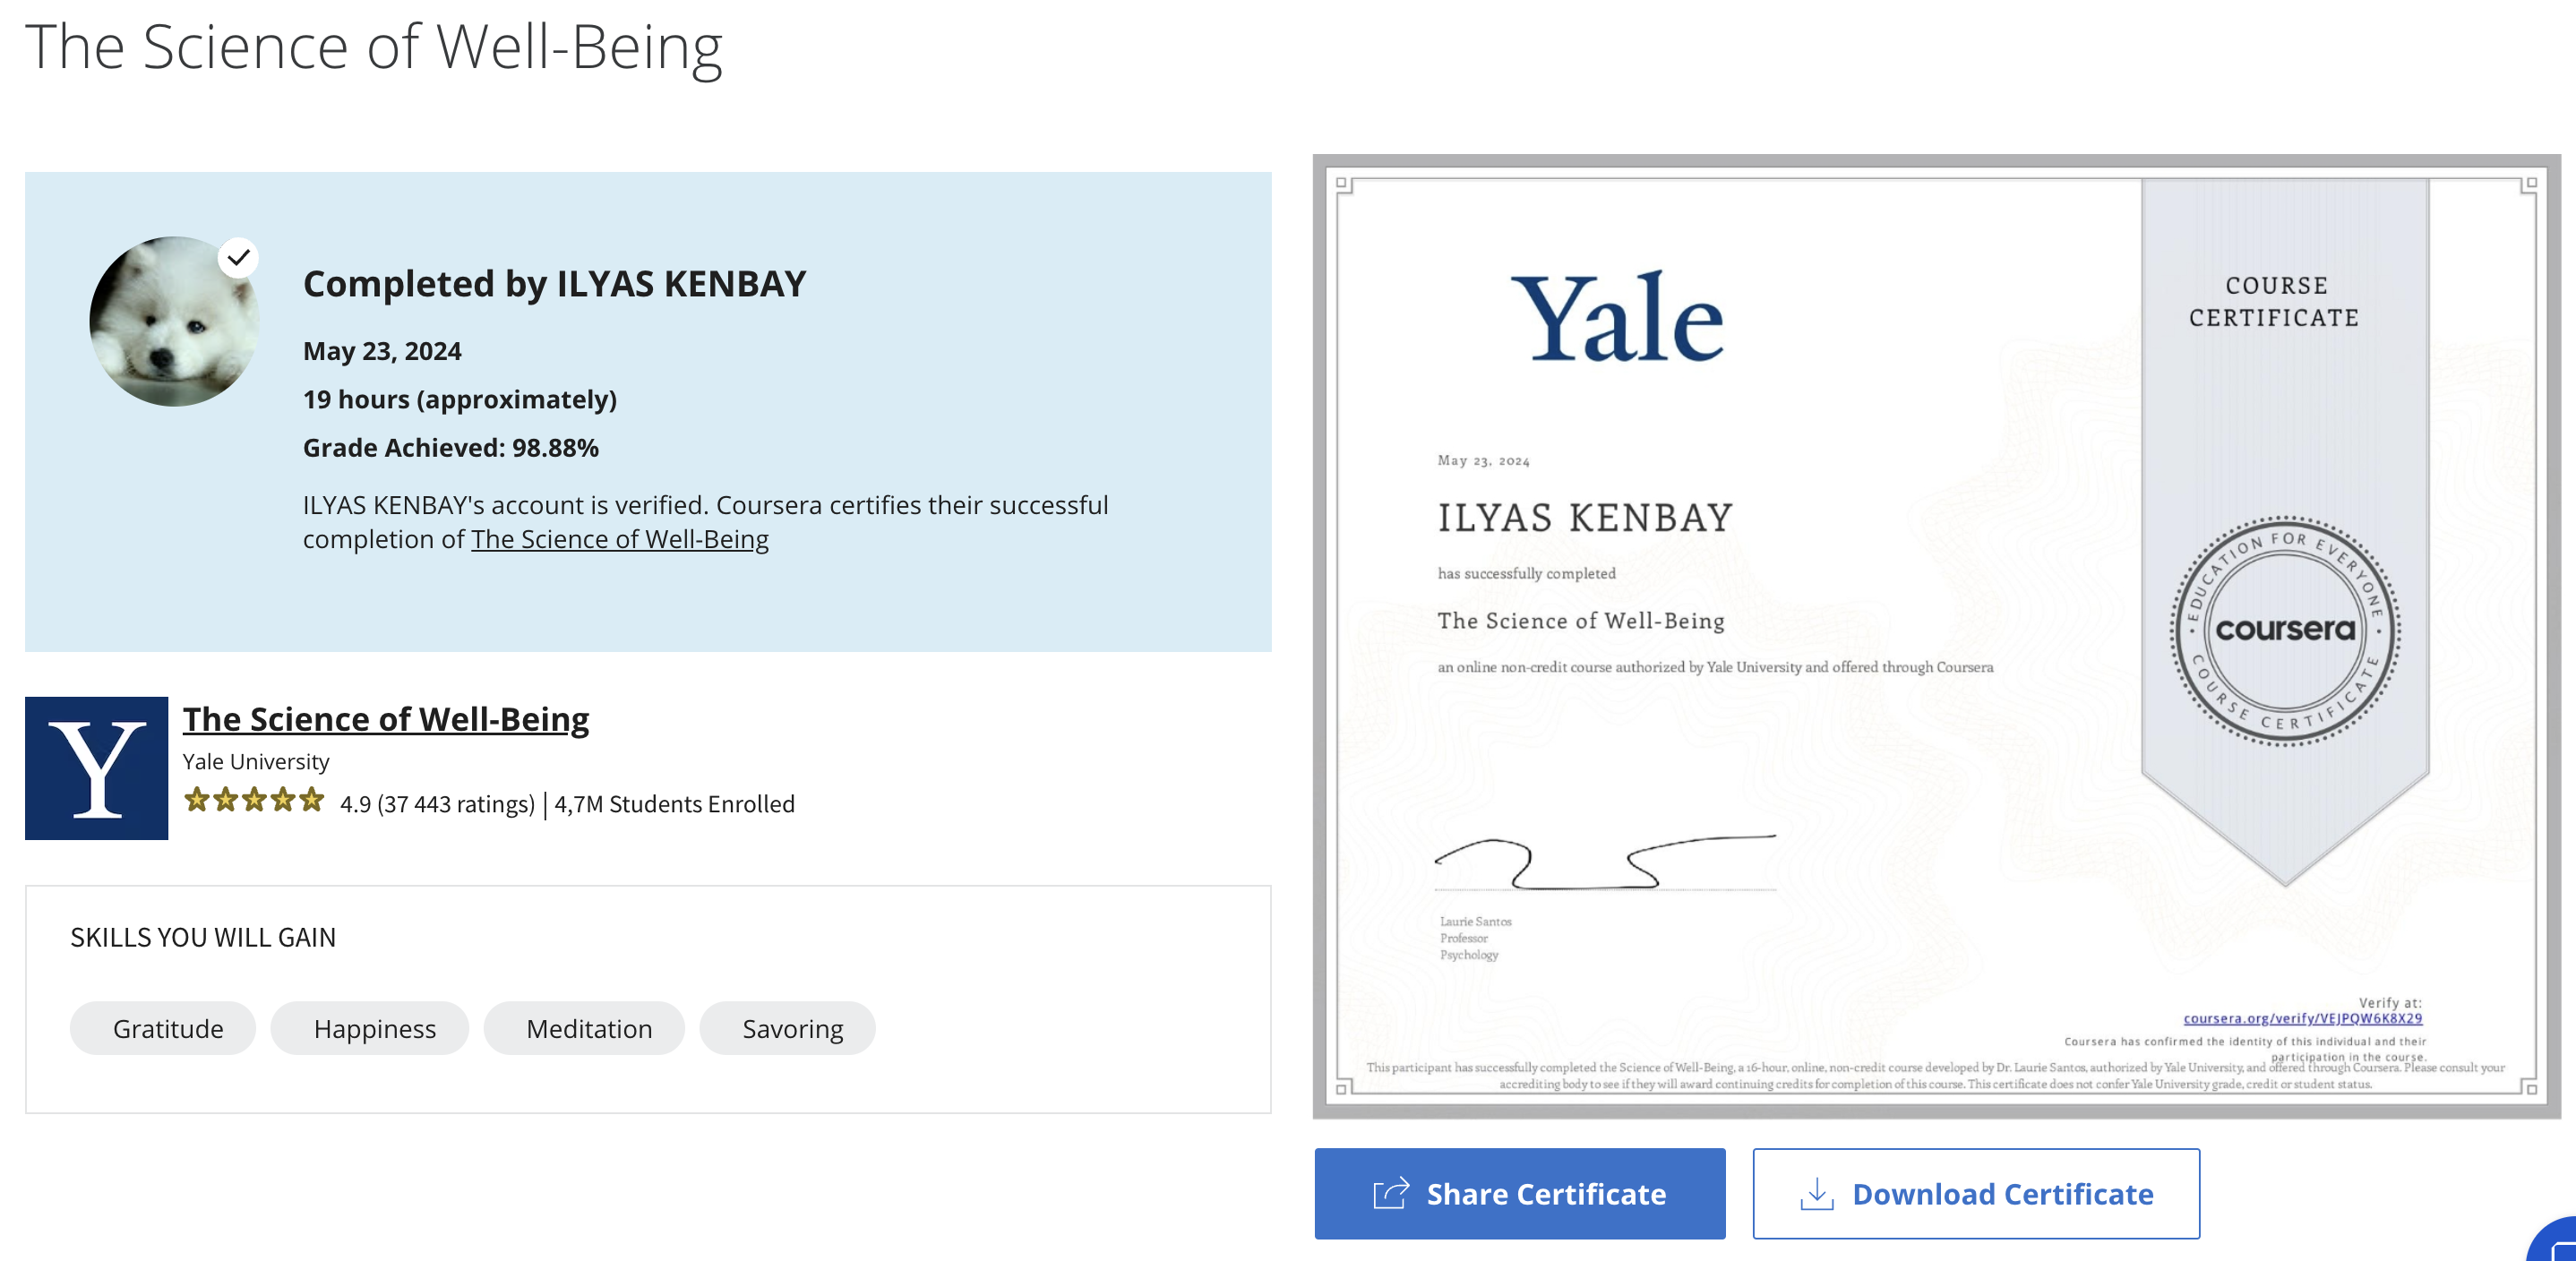 The Science of Well-Being
Completed by ILYAS KENBAY
May 23, 2024
19 hours (approximately)
Grade Achieved: 98.88%
ILYAS KENBAY's account is verified. Coursera certifies their successful
completion of The Science of Well-Being
Y
The Science of Well-Being
Yale University
4.9 (37 443 ratings) | 4,7M Students Enrolled
SKILLS YOU WILL GAIN
Gratitude
Happiness
Meditation
Savoring
Yale
COURSE
CERTIFICATE
May 23, 2024
ILYAS KENBAY
has successfully completed
The Science of Well-Being
an online non-credit course authorized by Yale University and offered through Coursera
EDUCATION FOR EVERYONE
coursera
COURSE CERTIFICATE
Laurie Santos
Professor
Psychology
Verify at:
coursera.org/verify/VEJPQW6K8X29
Coursera has confirmed the identity of this individual and their
participation in the course.
This participant has successfully completed the Science of Well-Being, a 16-hour, online, non-credit course developed by Dr. Laurie Santos, authorized by Yale University, and offered through Coursera. Please consult your
accrediting body to see if they will award continuing credits for completion of this course. This certificate does not confer Yale University grade, credit or student status.
Share Certificate
Download Certificate